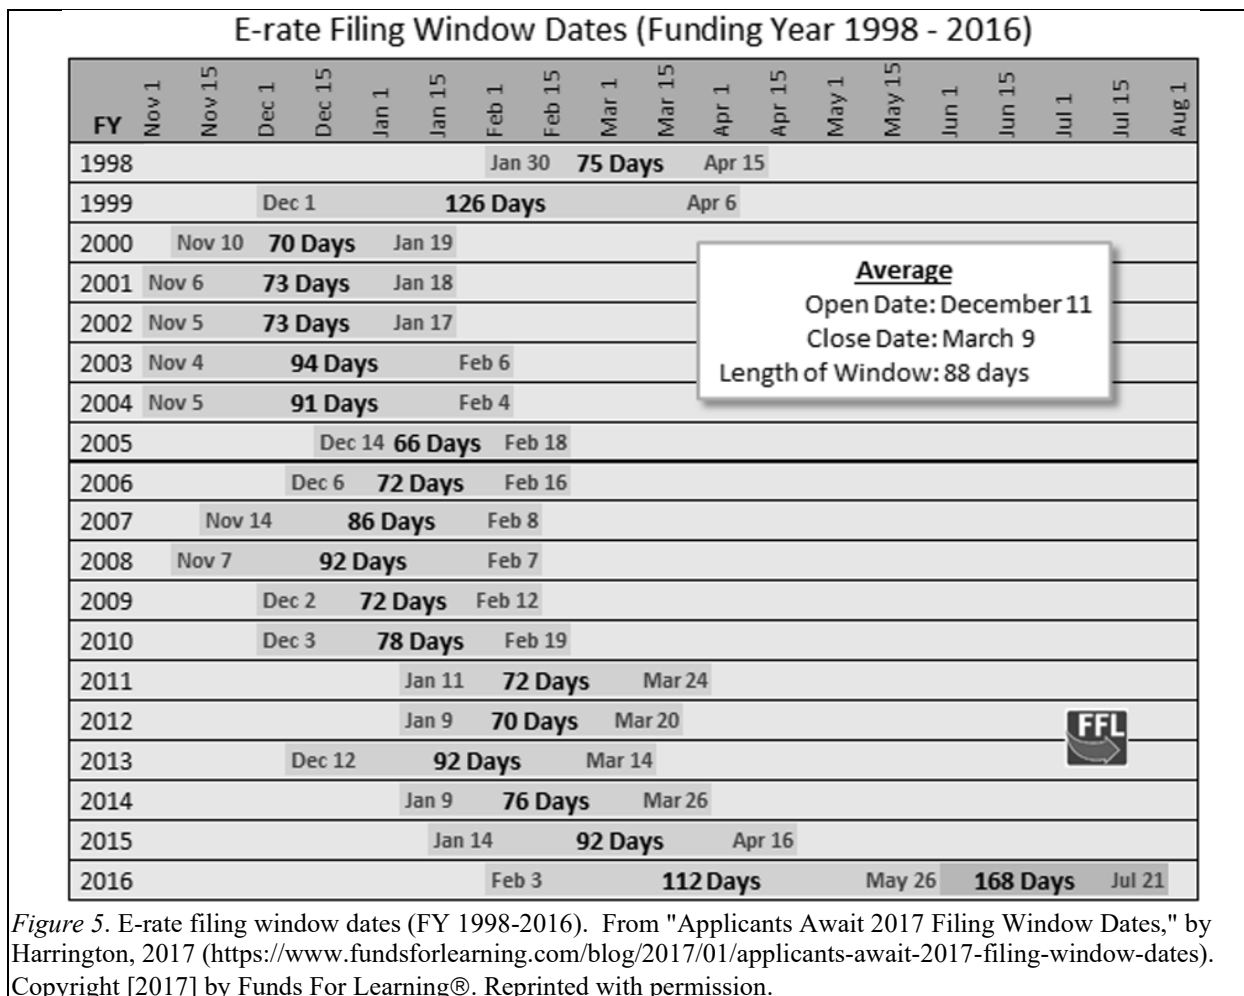 E-rate Filing Window Dates (Funding Year 1998 - 2016)
FY Nov 1 Nov 15 Dec 1 Dec 15 Jan 1 Jan 15 Feb 1 Feb 15 Mar 1 Mar 15 Apr 1 Apr 15 May 1 May 15 Jun 1 Jun 15 Jul 1 Jul 15 Aug 1
1998 Jan 30 75 Days Apr 15
1999 Dec 1 126 Days Apr 6
2000 Nov 10 70 Days Jan 19
2001 Nov 6 73 Days Jan 18
2002 Nov 5 73 Days Jan 17
2003 Nov 4 94 Days Feb 6
2004 Nov 5 91 Days Feb 4
2005 Dec 14 66 Days Feb 18
2006 Dec 6 72 Days Feb 16
2007 Nov 14 86 Days Feb 8
2008 Nov 7 92 Days Feb 7
2009 Dec 2 72 Days Feb 12
2010 Dec 3 78 Days Feb 19
2011 Jan 11 72 Days Mar 24
2012 Jan 9 70 Days Mar 20
2013 Dec 12 92 Days Mar 14
2014 Jan 9 76 Days Mar 26
2015 Jan 14 92 Days Apr 16
2016 Feb 3 112 Days May 26 168 Days Jul 21
Average
Open Date: December 11
Close Date: March 9
Length of Window: 88 days
FFL
Figure 5. E-rate filing window dates (FY 1998-2016). From "Applicants Await 2017 Filing Window Dates," by
Harrington, 2017 (https://www.fundsforlearning.com/blog/2017/01/applicants-await-2017-filing-window-dates).
Copyright [2017] by Funds For Learning®. Reprinted with permission.